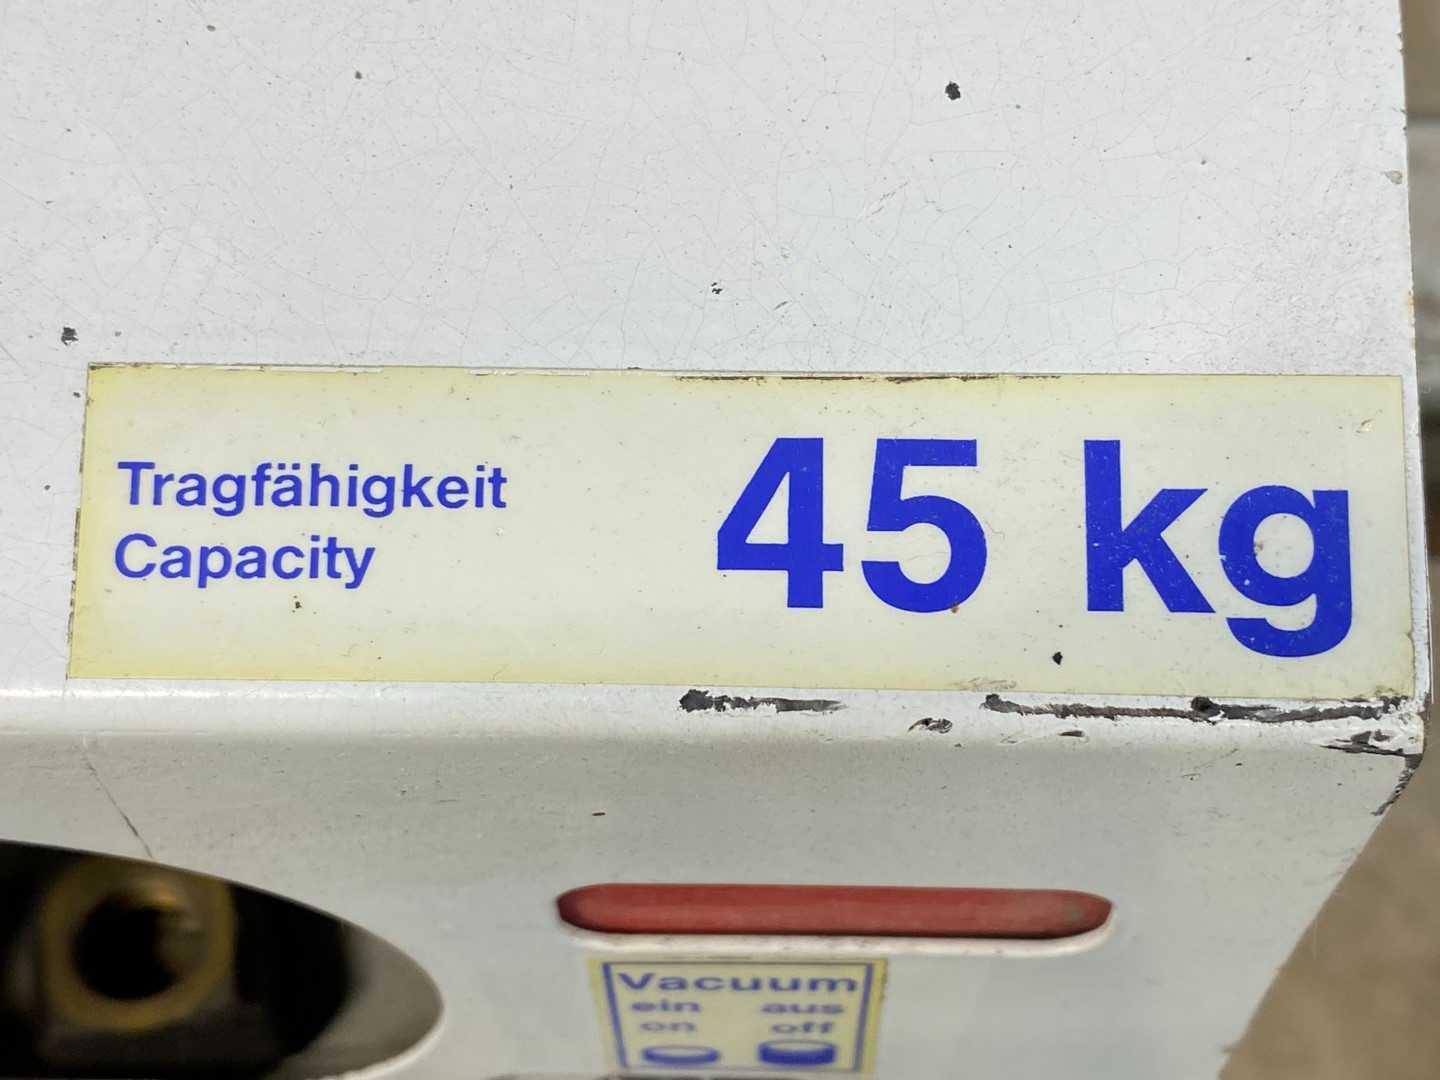 Tragfähigkeit
Capacity
45 kg
Vacuum
ein aus
on off